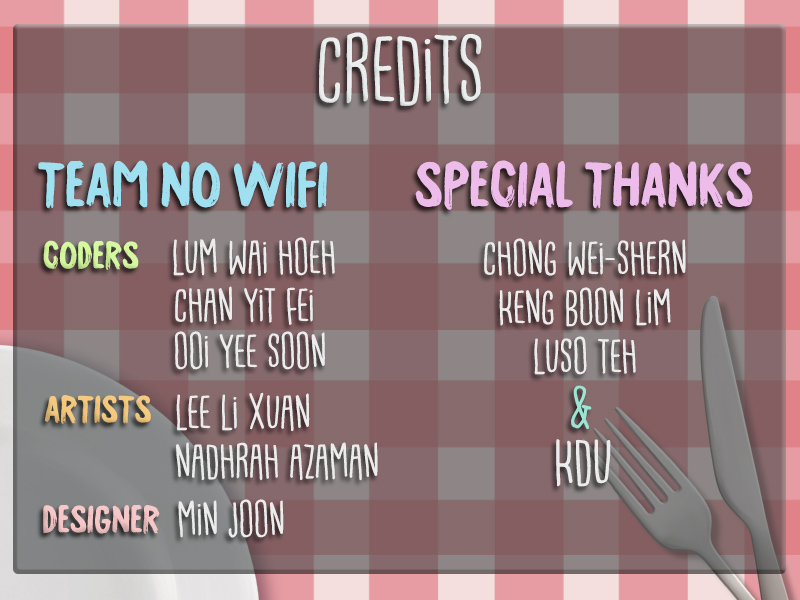 CREDiTS
TEAM NO WIFI
CODERS LUM WAi HOEH
CHAN YiT FEi
OOi YEE SOON
ARTISTS LEE Li XUAN
NADHRAH AZAMAN
DESIGNER MiN JOON
SPECIAL THANKS
CHONG WEi-SHERN
KENG BOON LiM
LUSO TEH
&
KDU